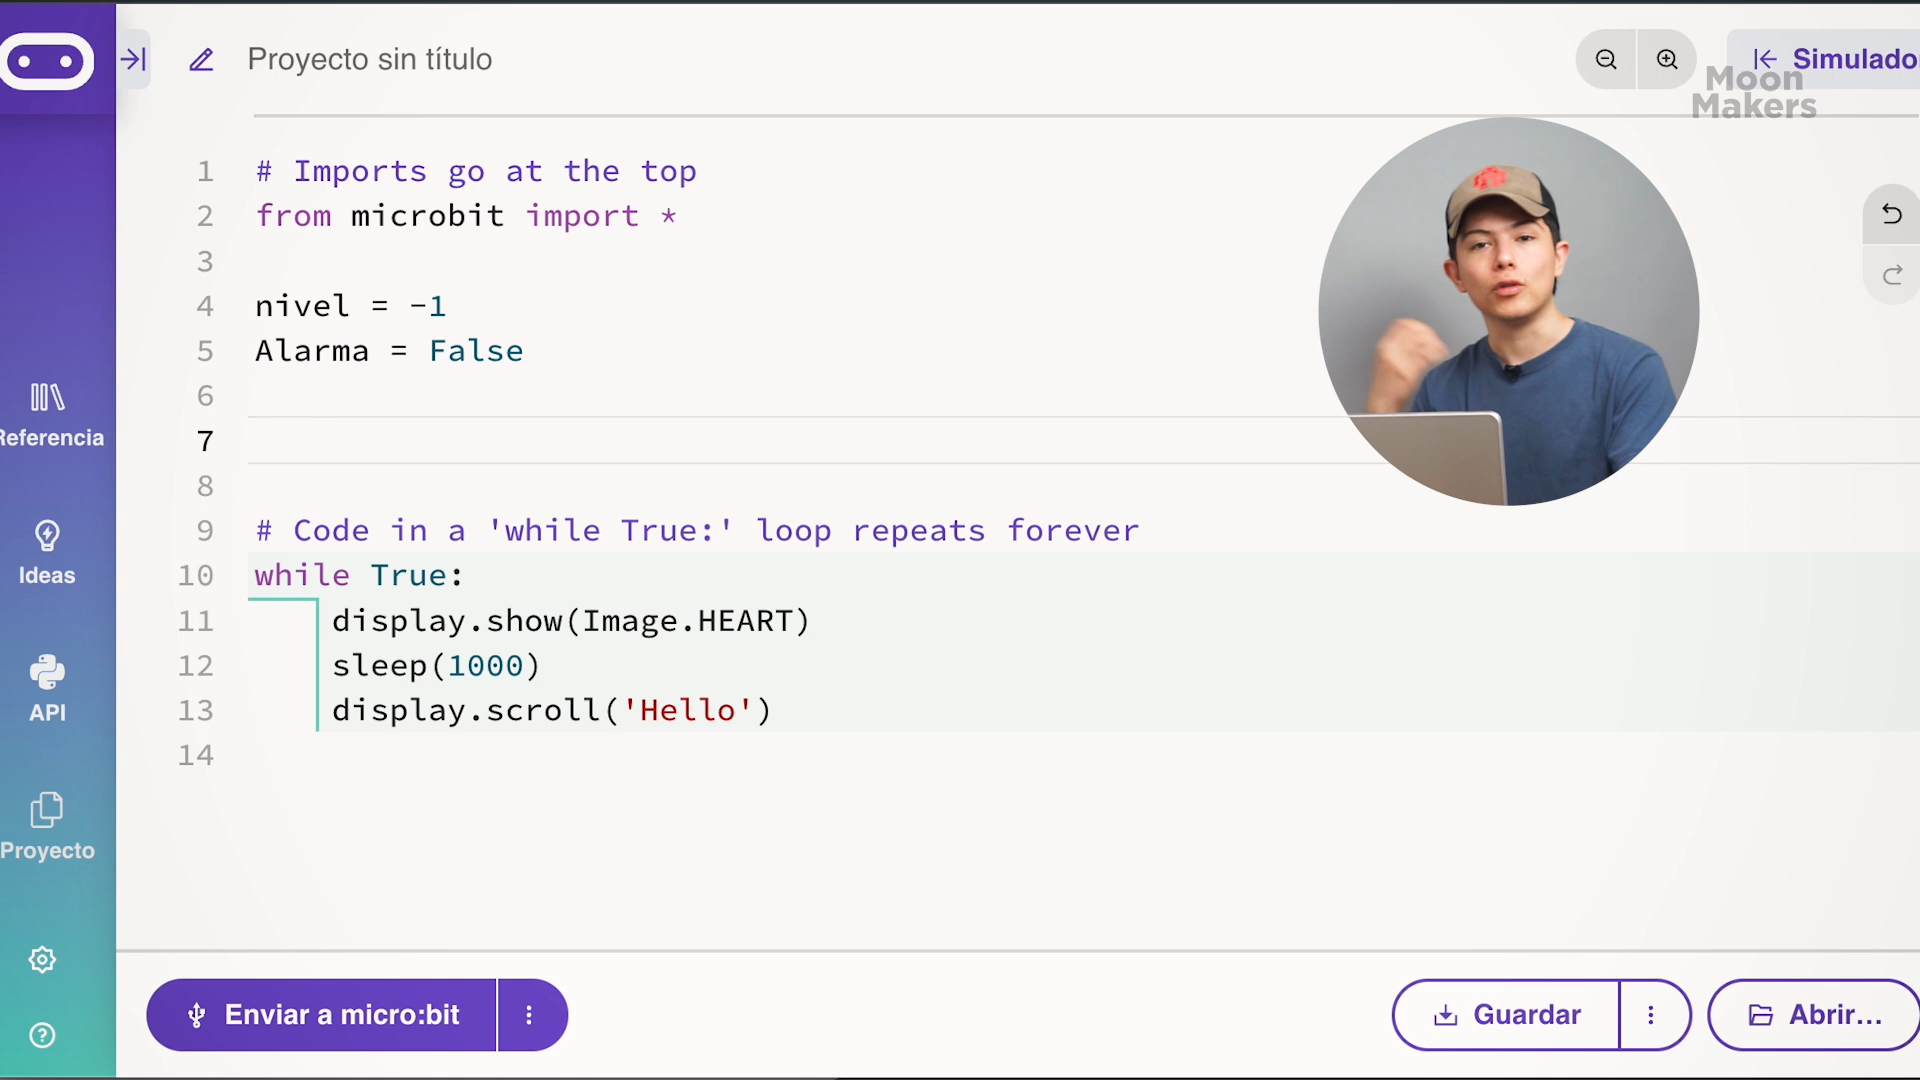 Proyecto sin título
Simulado
Moon
Makers
1 # Imports go at the top
2 from microbit import *
3
4 nivel = -1
5 Alarma = False
6
7
8
9 # Code in a 'while True:' loop repeats forever
10 while True:
11 display.show(Image.HEART)
12 sleep(1000)
13 display.scroll('Hello')
14
Referencia
Ideas
API
Proyecto
Enviar a micro:bit
Guardar
Abrir...